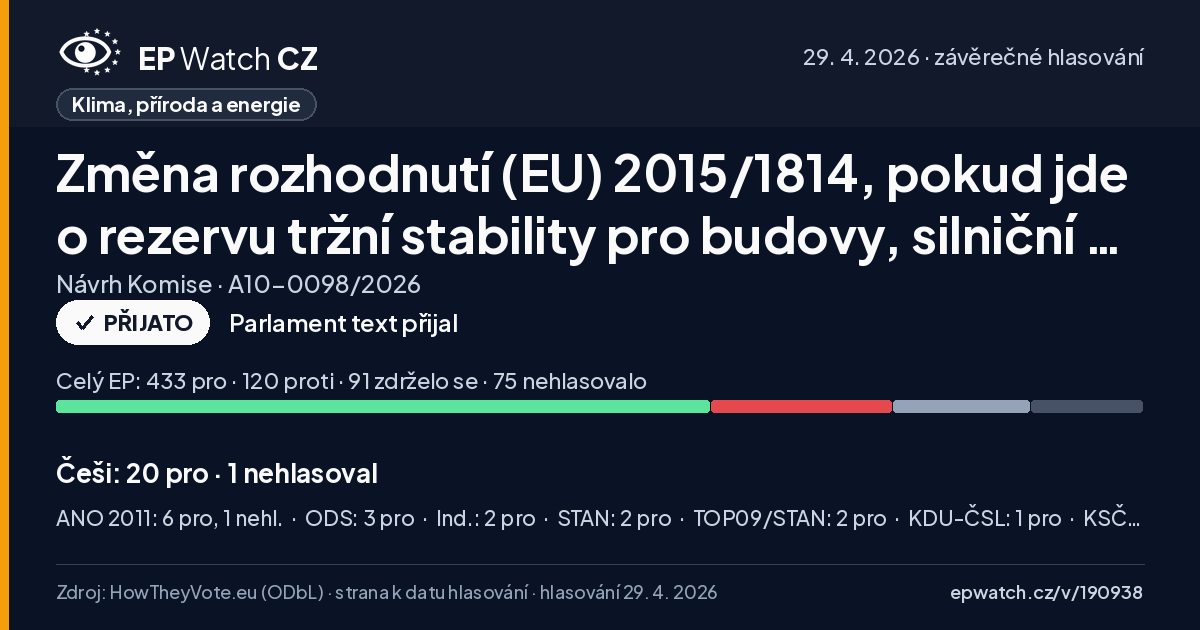 EP Watch CZ
29. 4. 2026 · závěrečné hlasování
Klima, příroda a energie
Změna rozhodnutí (EU) 2015/1814, pokud jde
o rezervu tržní stability pro budovy, silniční ...
Návrh Komise · A10–0098/2026
✓ PŘIJATO
Parlament text přijal
Celý EP: 433 pro · 120 proti · 91 zdrželo se · 75 nehlasovalo
Češi: 20 pro · 1 nehlasoval
ANO 2011: 6 pro, 1 nehl. · ODS: 3 pro · Ind.: 2 pro · STAN: 2 pro · TOP09/STAN: 2 pro · KDU-ČSL: 1 pro · KSČ...
Zdroj: HowTheyVote.eu (ODbL) · strana k datu hlasování · hlasování 29. 4. 2026
epwatch.cz/v/190938